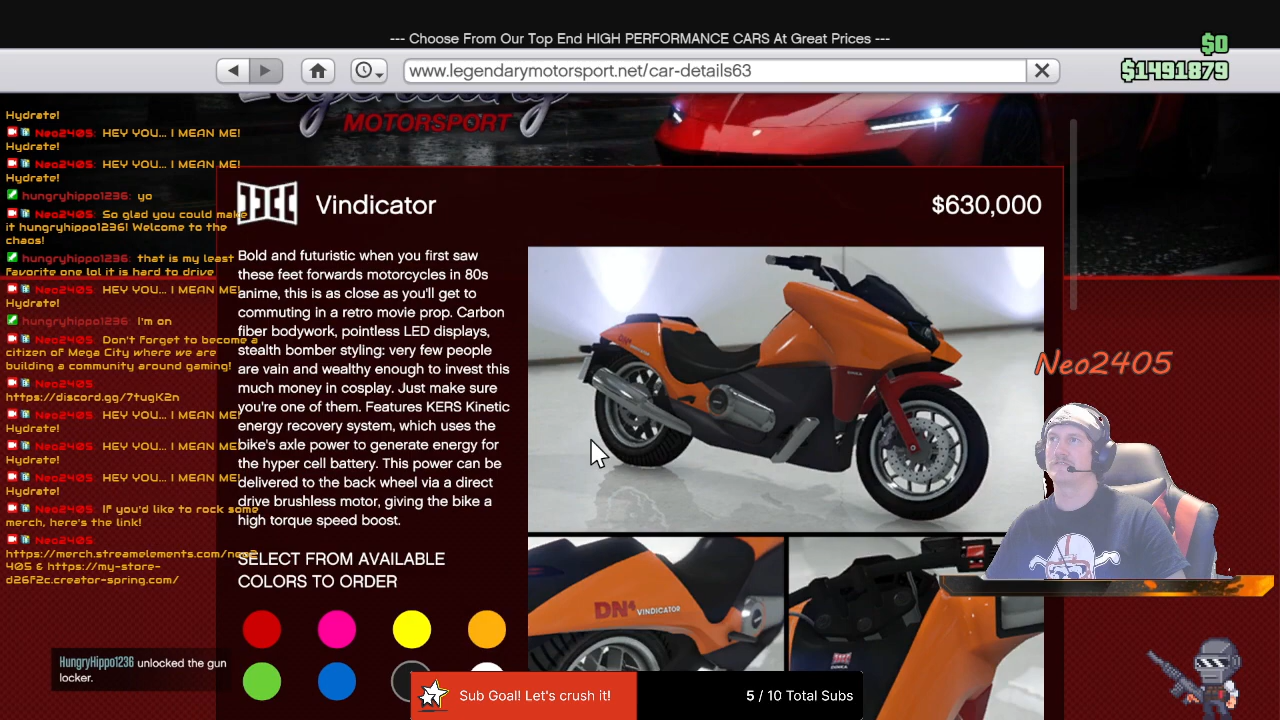 --- Choose From Our Top End HIGH PERFORMANCE CARS At Great Prices ---
$0
$1491879
www.legendarymotorsport.net/car-details63
Legendary
MOTORSPORT
Vindicator
$630,000
Bold and futuristic when you first saw
these feet forwards motorcycles in 80s
anime, this is as close as you'll get to
commuting in a retro movie prop. Carbon
fiber bodywork, pointless LED displays,
stealth bomber styling: very few people
are vain and wealthy enough to invest this
much money in cosplay. Just make sure
you're one of them. Features KERS Kinetic
energy recovery system, which uses the
bike's axle power to generate energy for
the hyper cell battery. This power can be
delivered to the back wheel via a direct
drive brushless motor, giving the bike a
high torque speed boost.
SELECT FROM AVAILABLE
COLORS TO ORDER
Hydrate!
Neo2405: HEY YOU... I MEAN ME!
Hydrate!
Neo2405: HEY YOU... I MEAN ME!
Hydrate!
hungryhippo1236: yo
Neo2405: So glad you could make
it hungryhippo1236! Welcome to the
chaos!
hungryhippo1236: that is my least
favorite one lol it is hard to drive
Neo2405: HEY YOU... I MEAN ME!
Hydrate!
hungryhippo1236: I'm on
Neo2405: Don't forget to become a
citizen of Mega City where we are
building a community around gaming!
Neo2405:
https://discord.gg/7tugK2n
Neo2405: HEY YOU... I MEAN ME!
Hydrate!
Neo2405: HEY YOU... I MEAN ME!
Neo2405: HEY YOU... I MEAN ME!
Hydrate!
Neo2405: If you'd like to rock some
merch, here's the link!
Neo2405:
https://merch.streamelements.com/neo2
405 & https://my-store-
d26f2c.creator-spring.com/
HungryHippo1236 unlocked the gun
locker.
Neo2405
DN4 VINDICATOR
Sub Goal! Let's crush it!
5 / 10 Total Subs